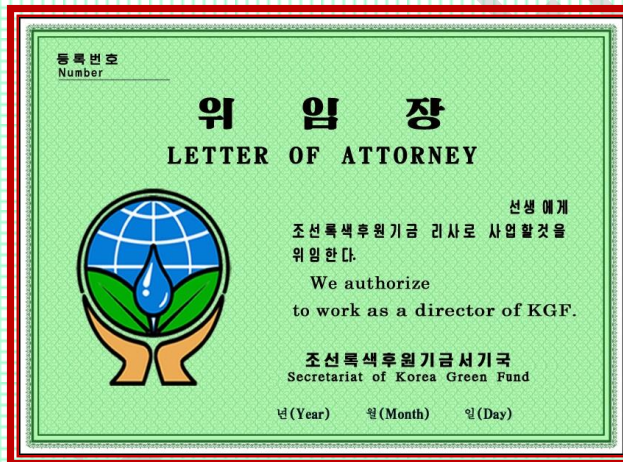 등록번호
Number
위 임 장
LETTER OF ATTORNEY
선생 에게
조선록색후원기금 리사로 사업할것을
위임한다.
We authorize
to work as a director of KGF.
조선록색후원기금서기국
Secretariat of Korea Green Fund
년(Year) 월(Month) 일(Day)